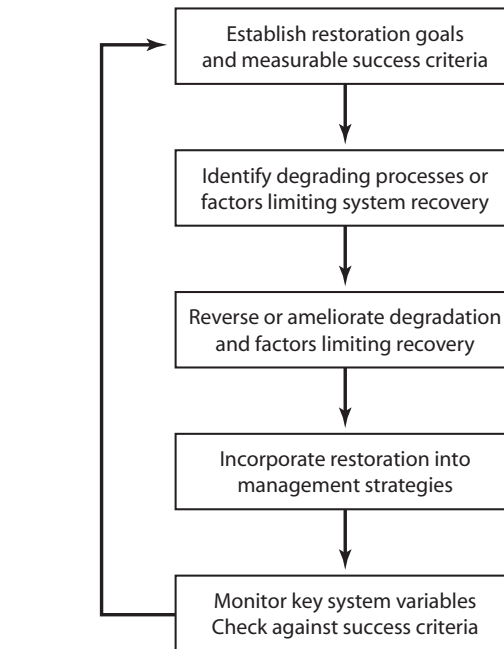 Establish restoration goals
and measurable success criteria
Identify degrading processes or
factors limiting system recovery
Reverse or ameliorate degradation
and factors limiting recovery
Incorporate restoration into
management strategies
Monitor key system variables
Check against success criteria